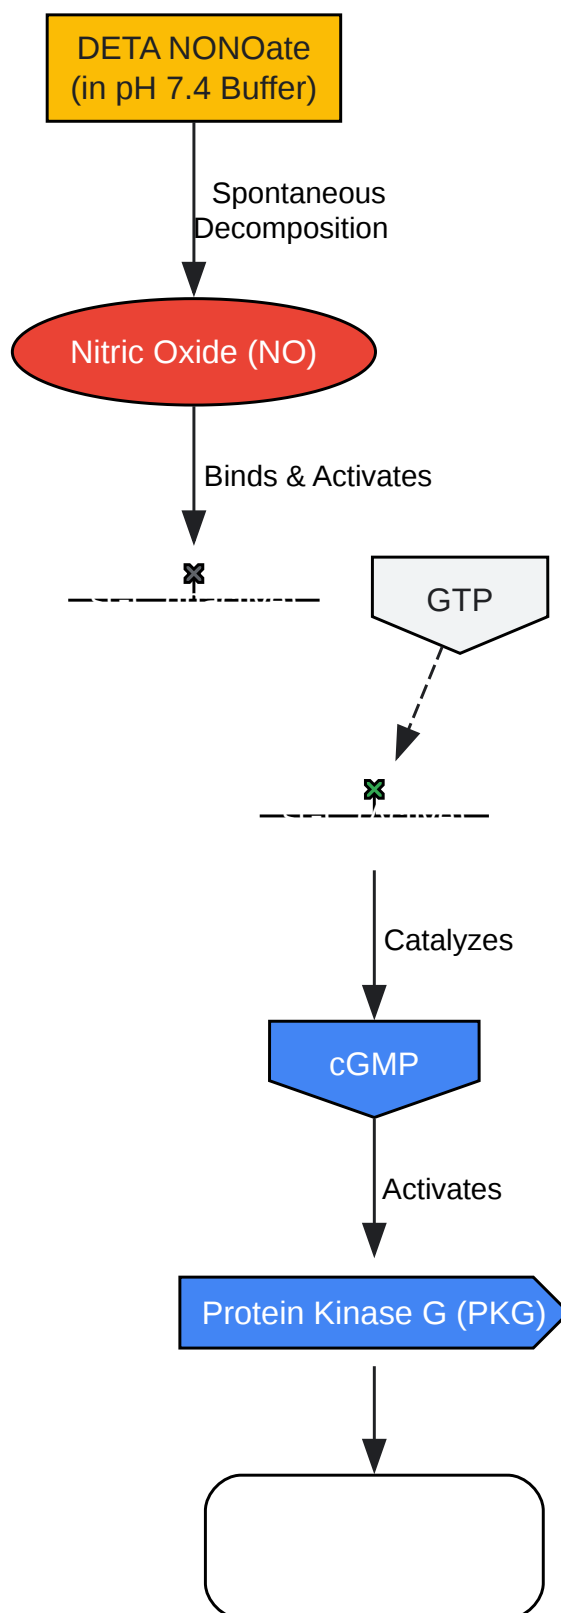 DETA NONOate
(in pH 7.4 Buffer)
Spontaneous
Decomposition
Nitric Oxide (NO)
Binds & Activates
GTP
Catalyzes
cGMP
Activates
Protein Kinase G (PKG)